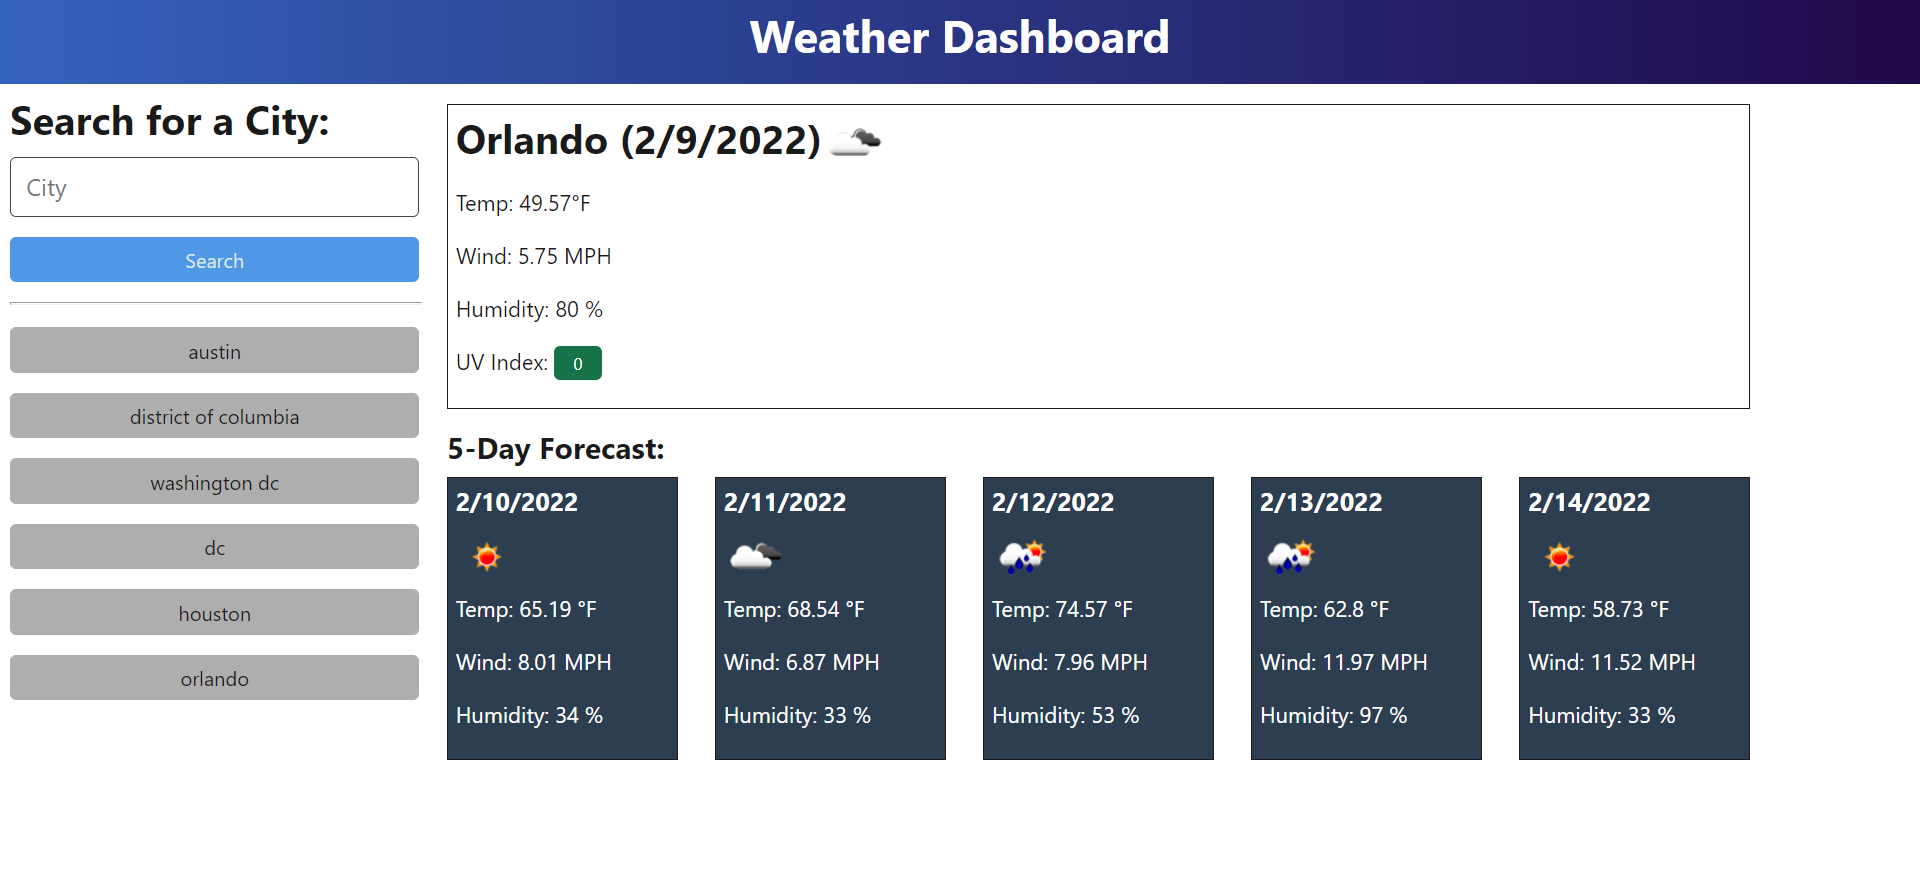 Weather Dashboard
Search for a City:
City
Search
austin
district of columbia
washington dc
dc
houston
orlando
Orlando (2/9/2022)
Temp: 49.57°F
Wind: 5.75 MPH
Humidity: 80 %
UV Index: 0
5-Day Forecast:
2/10/2022
Temp: 65.19 °F
Wind: 8.01 MPH
Humidity: 34 %
2/11/2022
Temp: 68.54 °F
Wind: 6.87 MPH
Humidity: 33 %
2/12/2022
Temp: 74.57 °F
Wind: 7.96 MPH
Humidity: 53 %
2/13/2022
Temp: 62.8 °F
Wind: 11.97 MPH
Humidity: 97 %
2/14/2022
Temp: 58.73 °F
Wind: 11.52 MPH
Humidity: 33 %